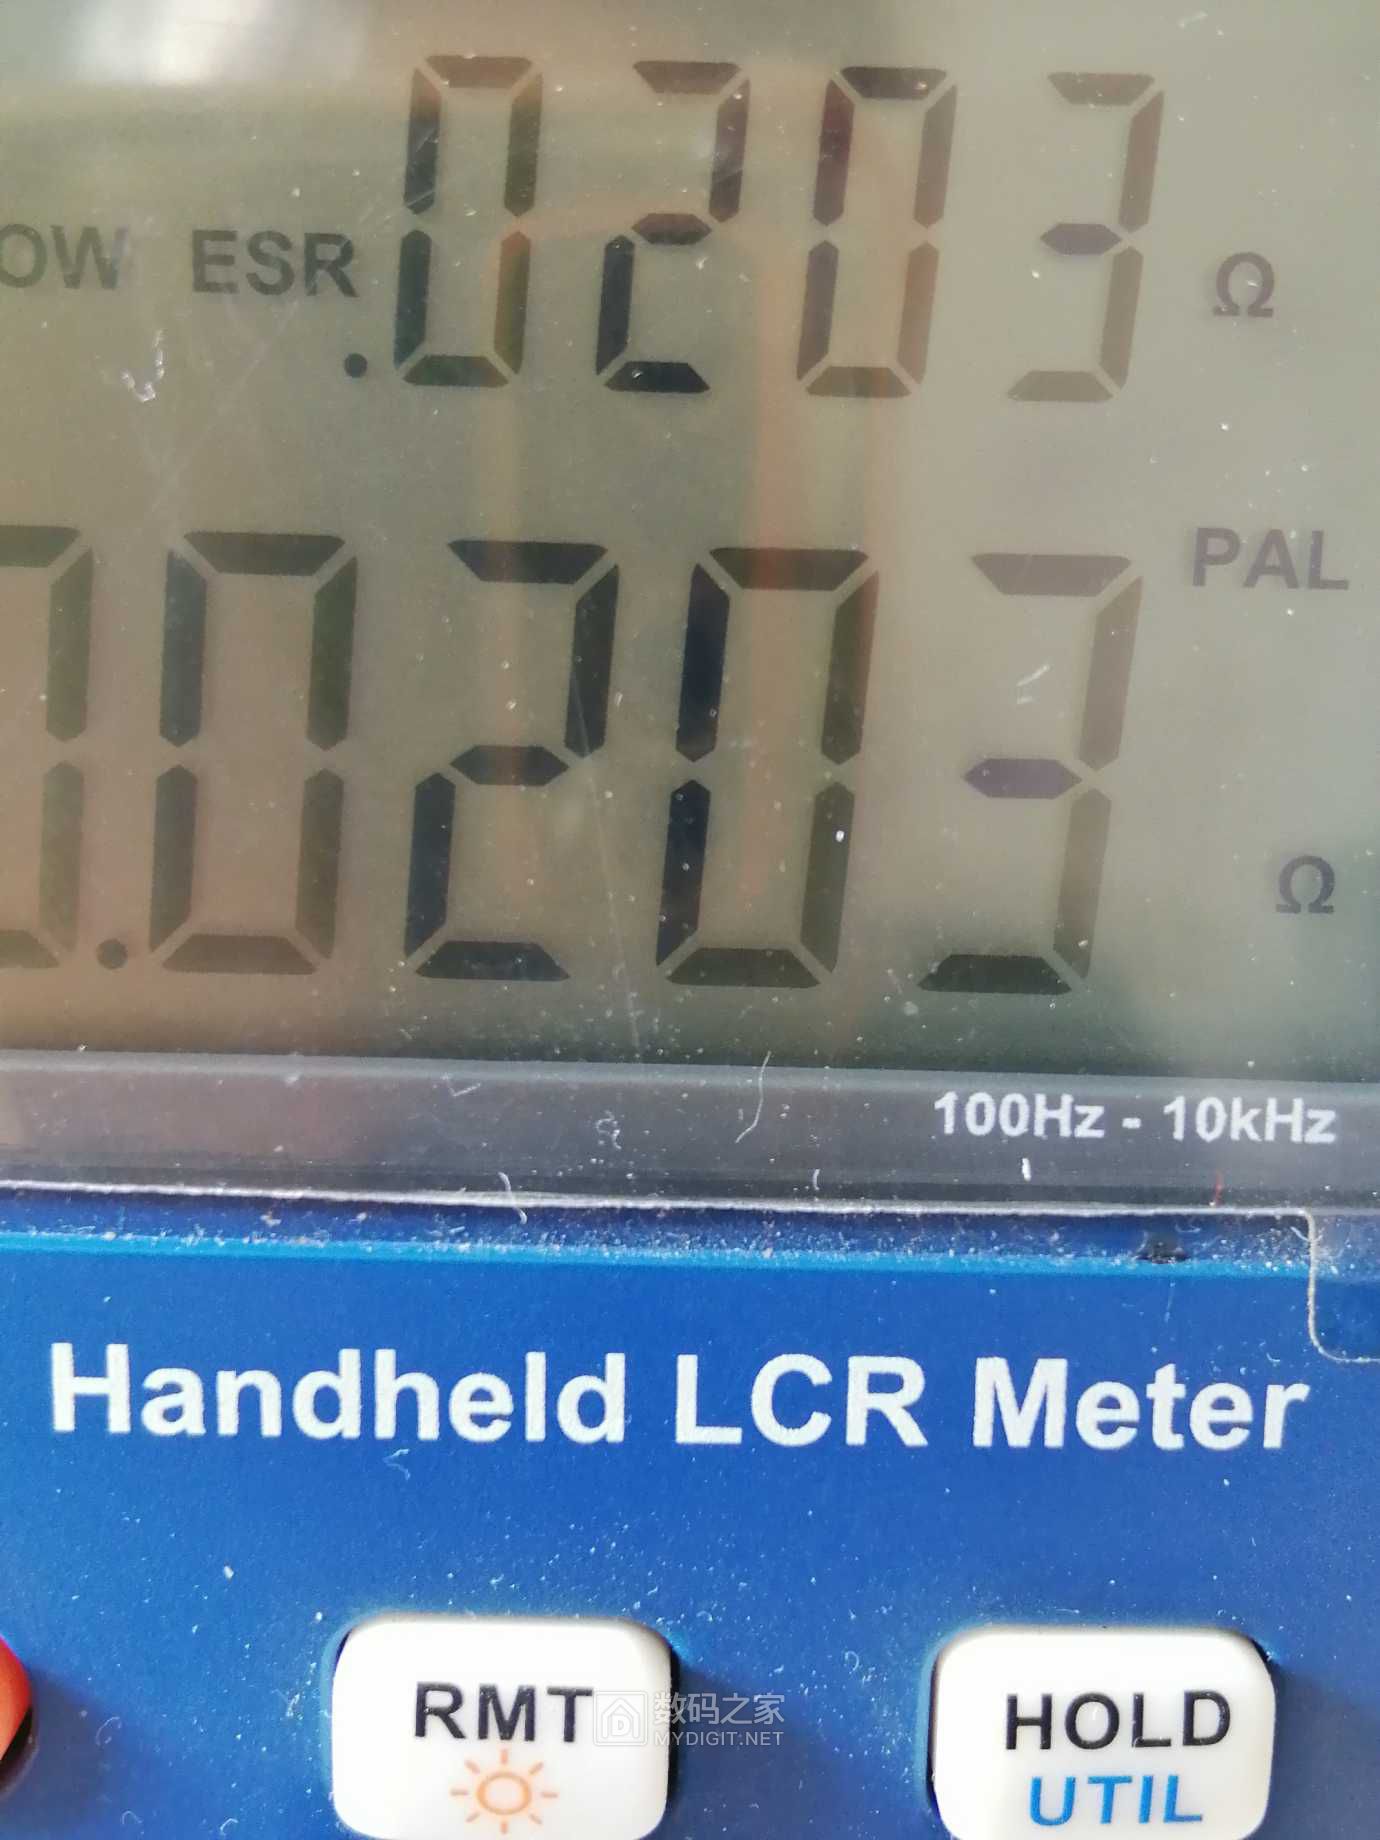 .0203
OW ESR
Ω
0.0203
PAL
Ω
100Hz - 10kHz
Handheld LCR Meter
RMT
HOLD
UTIL
数码之家
MYDIGIT.NET